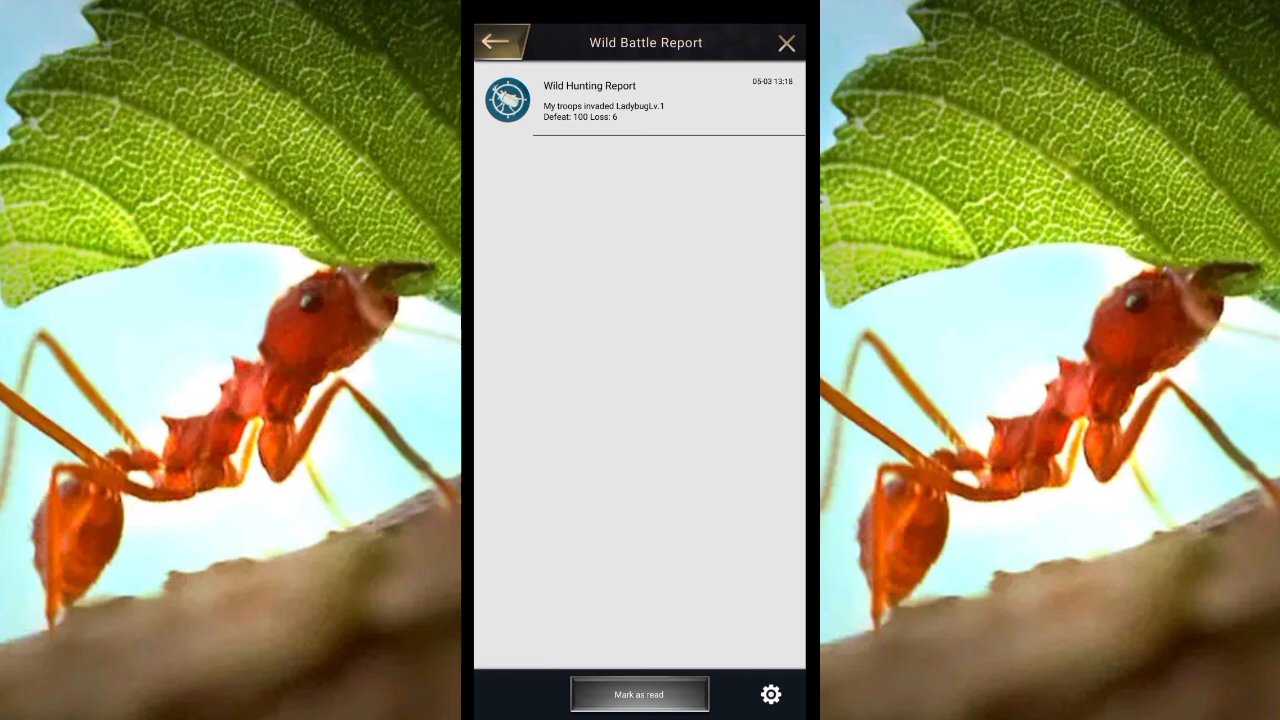 Wild Battle Report
Wild Hunting Report
05-03 13:18
My troops invaded LadybugLv.1
Defeat: 100 Loss: 6
Mark as read